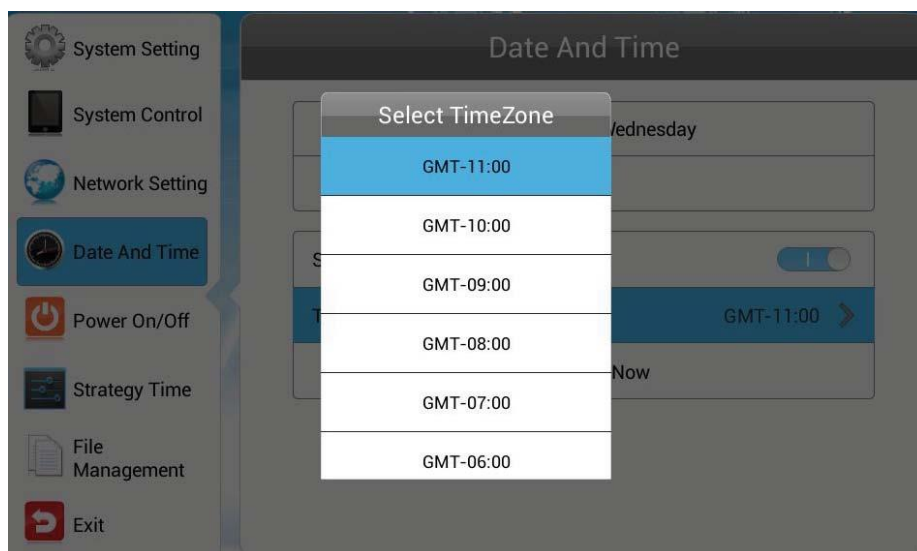 System Setting
System Control
Network Setting
Date And Time
Power On/Off
Strategy Time
File
Management
Exit
Date And Time
Select TimeZone
GMT-11:00
GMT-10:00
GMT-09:00
GMT-08:00
GMT-07:00
GMT-06:00
GMT-11:00
Now